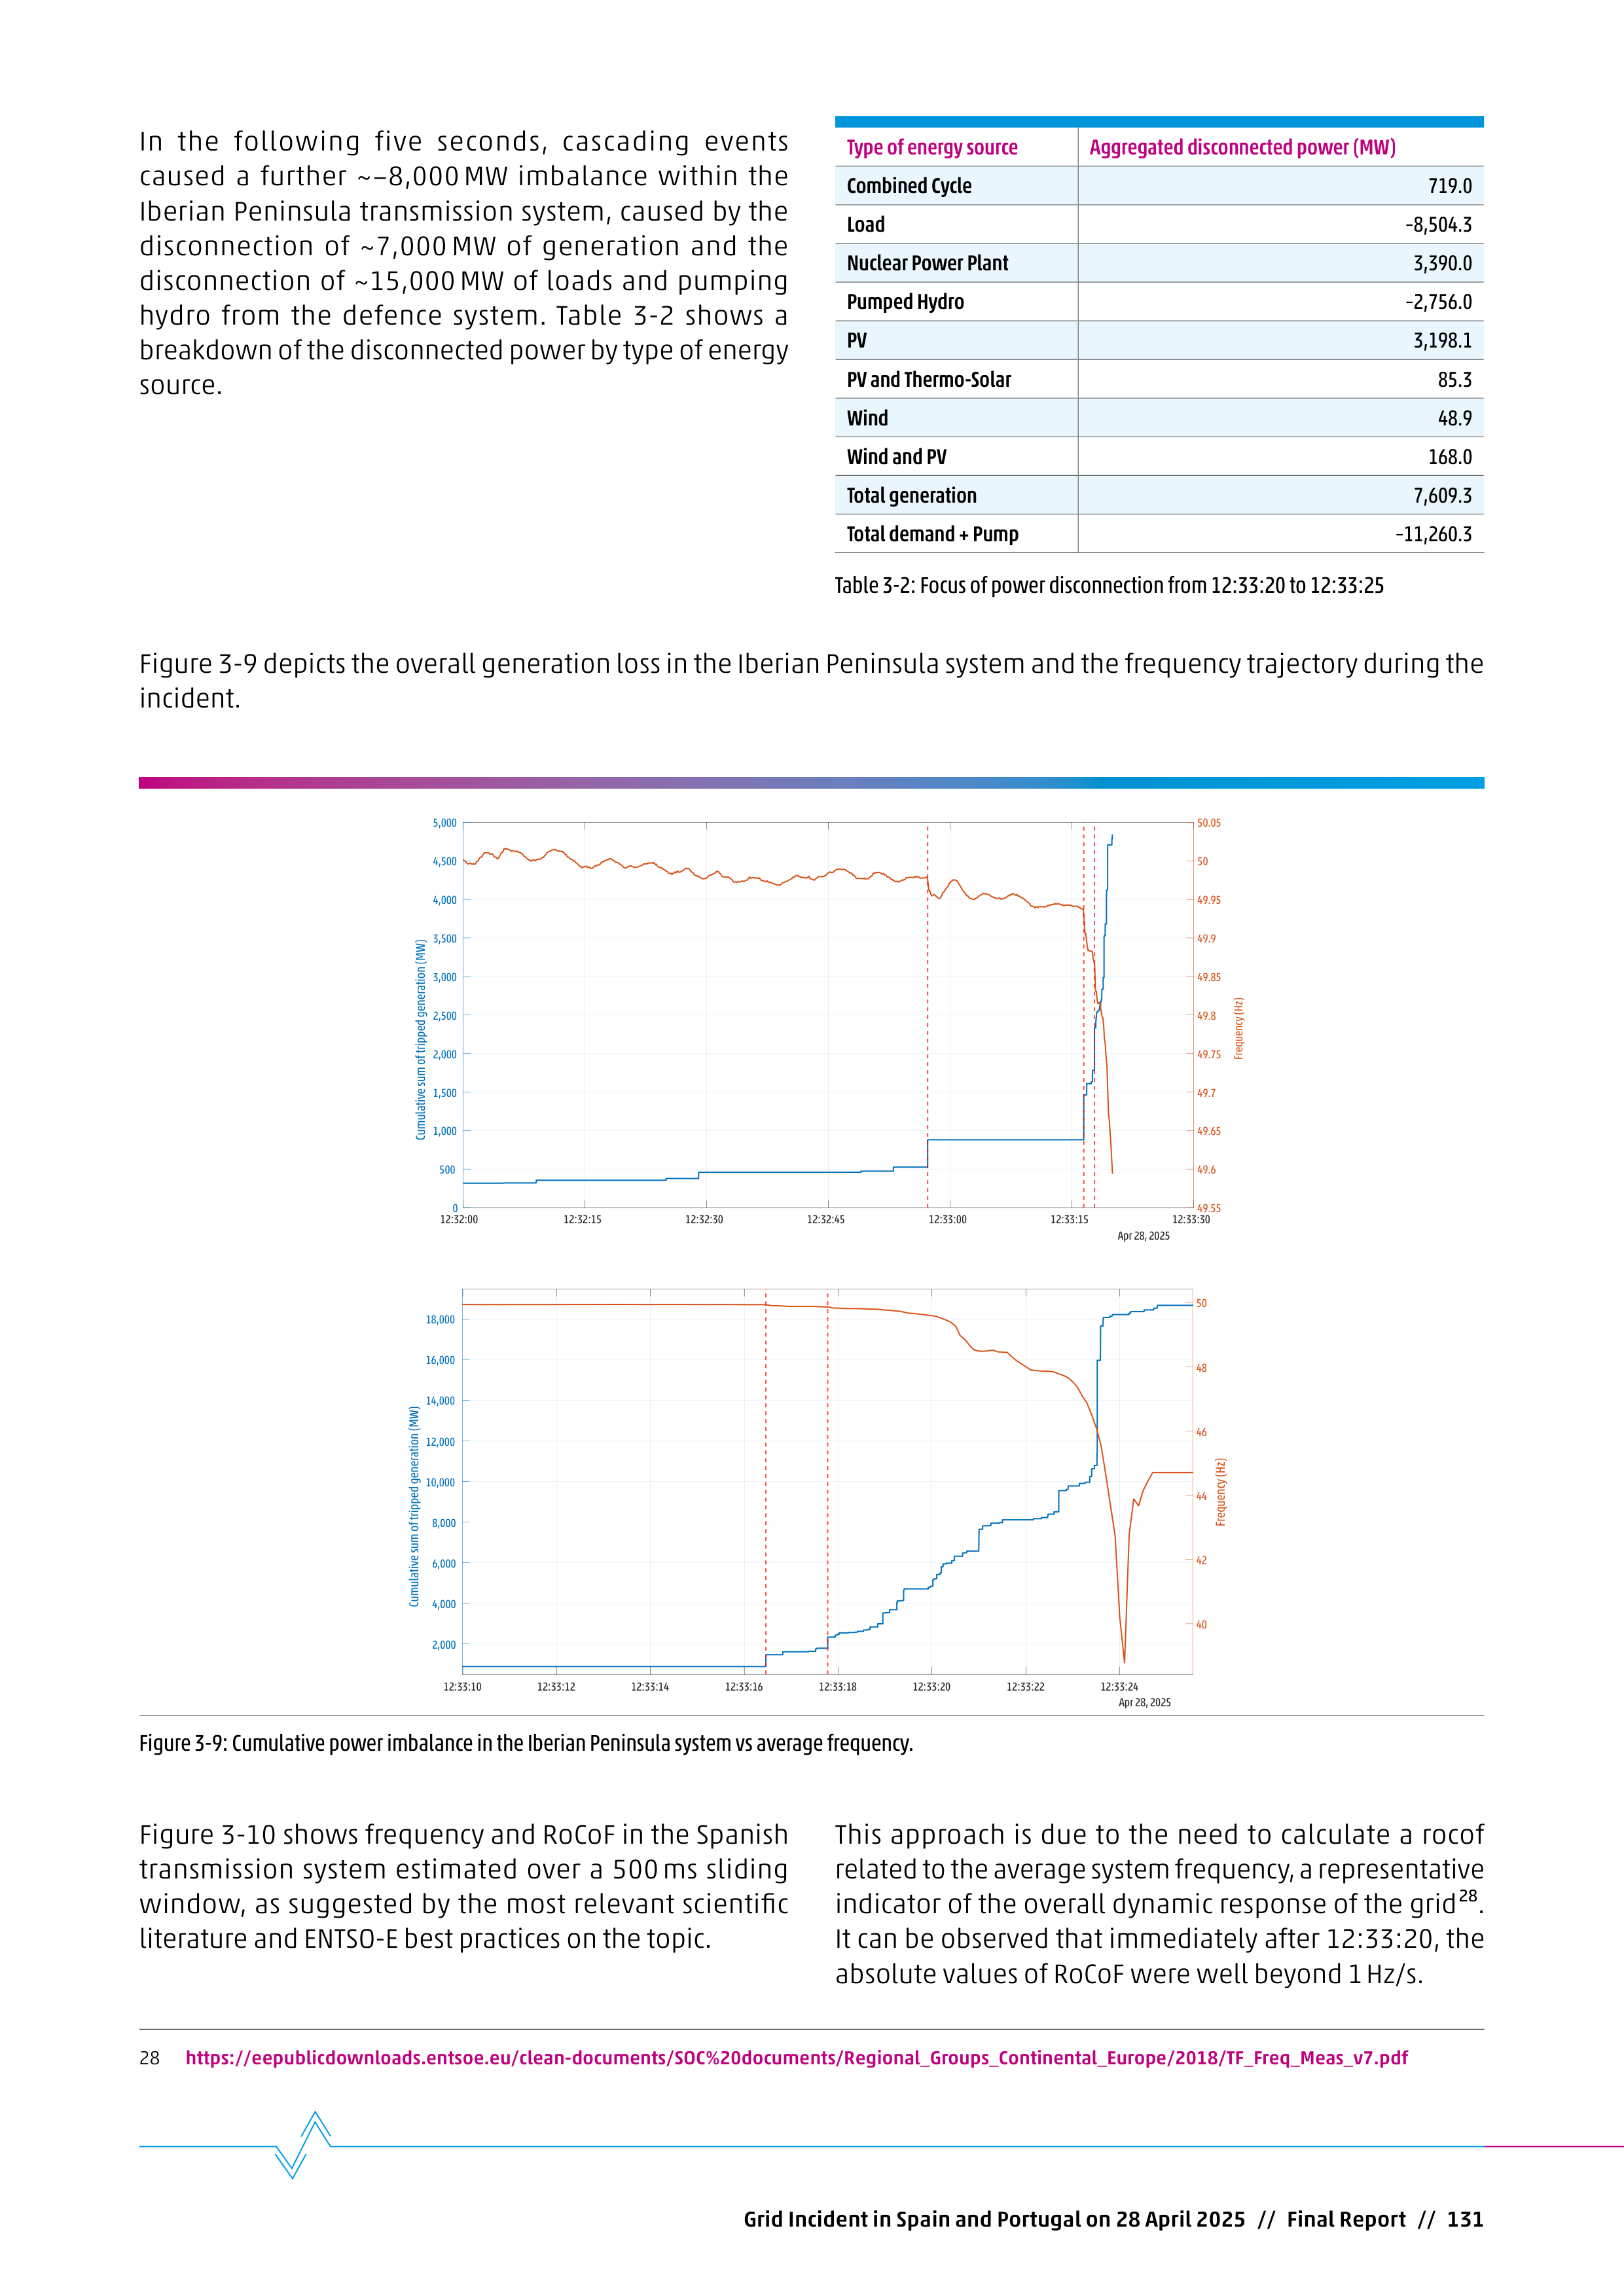 In the following five seconds, cascading events
caused a further ~–8,000 MW imbalance within the
Iberian Peninsula transmission system, caused by the
disconnection of ~7,000 MW of generation and the
disconnection of ~15,000 MW of loads and pumping
hydro from the defence system. Table 3-2 shows a
breakdown of the disconnected power by type of energy
source.
Type of energy source Aggregated disconnected power (MW)
Combined Cycle 719.0
Load –8,504.3
Nuclear Power Plant 3,390.0
Pumped Hydro –2,756.0
PV 3,198.1
PV and Thermo-Solar 85.3
Wind 48.9
Wind and PV 168.0
Total generation 7,609.3
Total demand + Pump –11,260.3
Table 3-2: Focus of power disconnection from 12:33:20 to 12:33:25
Figure 3-9 depicts the overall generation loss in the Iberian Peninsula system and the frequency trajectory during the
incident.
Cumulative sum of tripped generation (MW)
5,000
4,500
4,000
3,500
3,000
2,500
2,000
1,500
1,000
500
0
50.05
50
49.95
49.9
49.85
49.8
49.75
49.7
49.65
49.6
49.55
Frequency (Hz)
12:32:00 12:32:15 12:32:30 12:32:45 12:33:00 12:33:15 12:33:30
Apr 28, 2025
Cumulative sum of tripped generation (MW)
18,000
16,000
14,000
12,000
10,000
8,000
6,000
4,000
2,000
50
48
46
44
42
40
Frequency (Hz)
12:33:10 12:33:12 12:33:14 12:33:16 12:33:18 12:33:20 12:33:22 12:33:24
Apr 28, 2025
Figure 3-9: Cumulative power imbalance in the Iberian Peninsula system vs average frequency.
Figure 3-10 shows frequency and RoCoF in the Spanish
transmission system estimated over a 500 ms sliding
window, as suggested by the most relevant scientific
literature and ENTSO-E best practices on the topic.
This approach is due to the need to calculate a rocof
related to the average system frequency, a representative
indicator of the overall dynamic response of the grid28.
It can be observed that immediately after 12:33:20, the
absolute values of RoCoF were well beyond 1 Hz/s.
28 https://eepublicdownloads.entsoe.eu/clean-documents/SOC%20documents/Regional_Groups_Continental_Europe/2018/TF_Freq_Meas_v7.pdf
Grid Incident in Spain and Portugal on 28 April 2025 // Final Report // 131